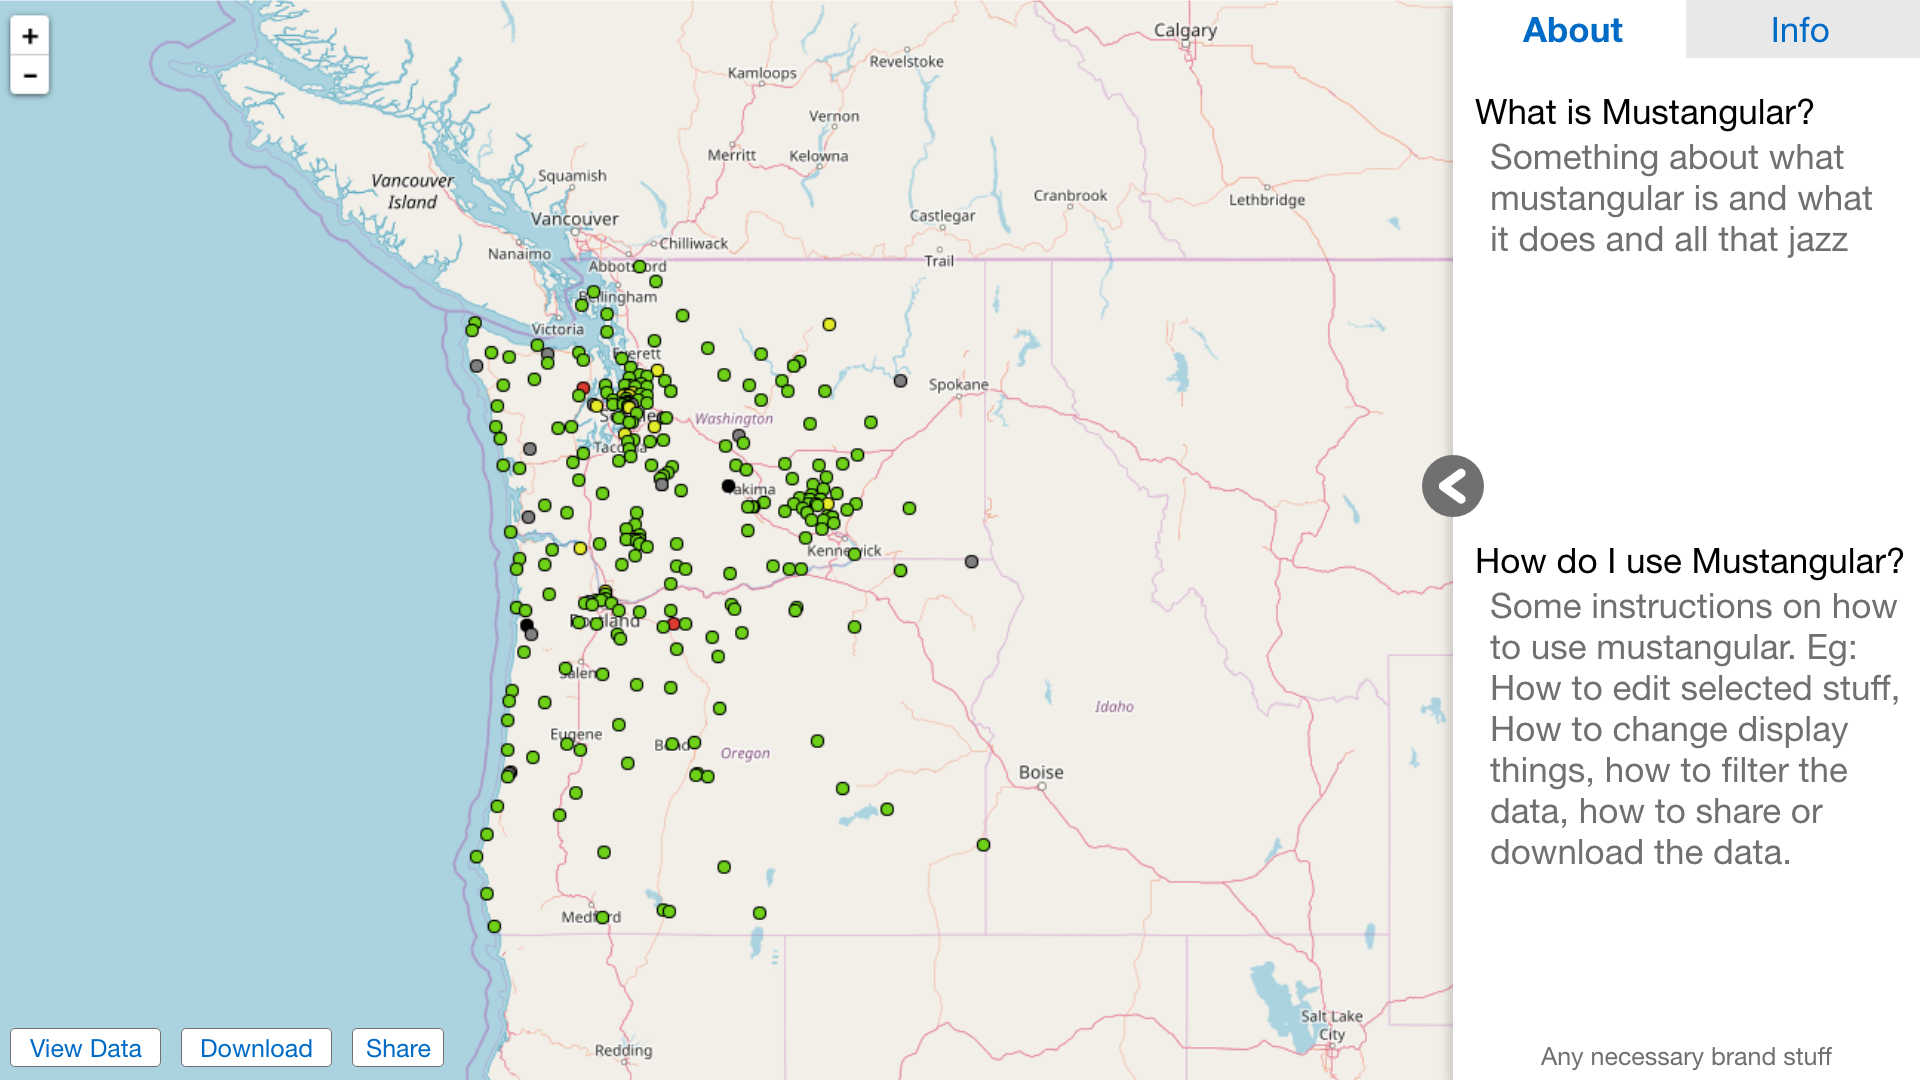 +
−
Calgary
Revelstoke
Kamloops
Vernon
Merritt
Kelowna
Squamish
Vancouver
Island
Cranbrook
Lethbridge
Vancouver
Castlegar
Chilliwack
Nanaimo
Trail
Abbotsford
Bellingham
Victoria
Everett
Spokane
Seattle
Washington
Tacoma
Yakima
Kennewick
Portland
Salem
Idaho
Eugene
Bend
Oregon
Boise
Medford
Salt Lake
City
Redding
View Data
Download
Share
About
Info
What is Mustangular?
Something about what
mustangular is and what
it does and all that jazz
How do I use Mustangular?
Some instructions on how
to use mustangular. Eg:
How to edit selected stuff,
How to change display
things, how to filter the
data, how to share or
download the data.
Any necessary brand stuff